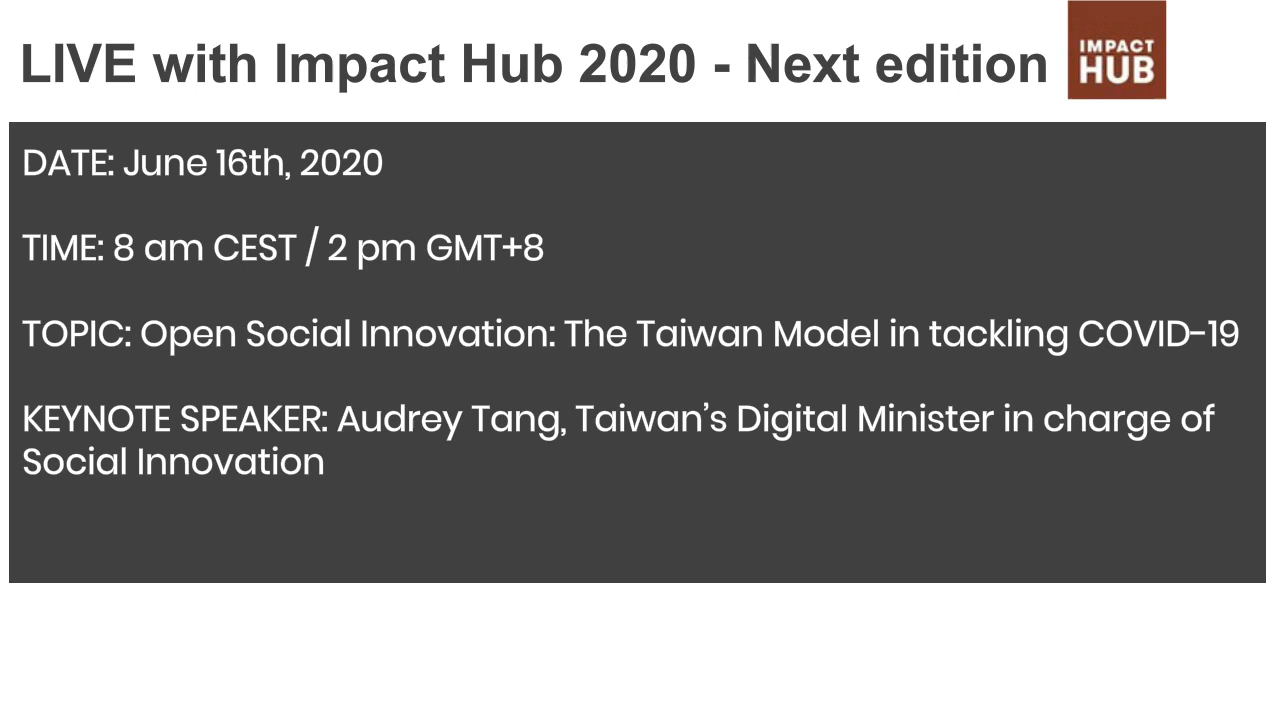 LIVE with Impact Hub 2020 - Next edition
IMPACT
HUB
DATE: June 16th, 2020
TIME: 8 am CEST / 2 pm GMT+8
TOPIC: Open Social Innovation: The Taiwan Model in tackling COVID-19
KEYNOTE SPEAKER: Audrey Tang, Taiwan’s Digital Minister in charge of
Social Innovation